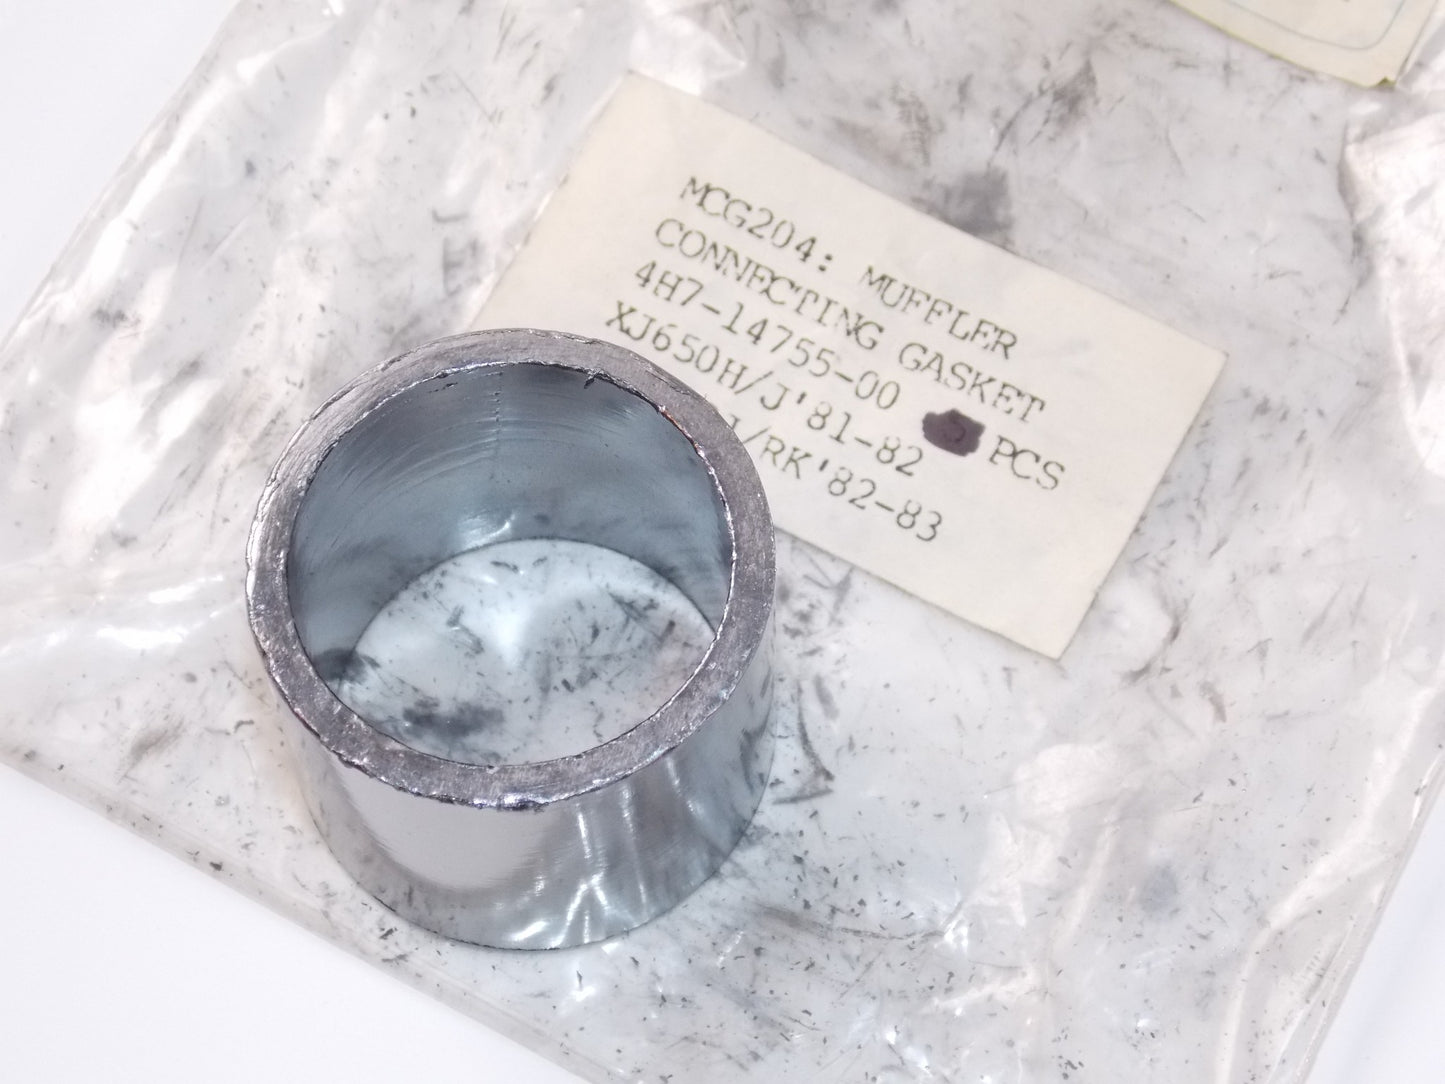 MCG204: MUFFLER
CONNECTING GASKET
4H7-14755-00 PCS
XJ650H/J'81-82
/RK'82-83